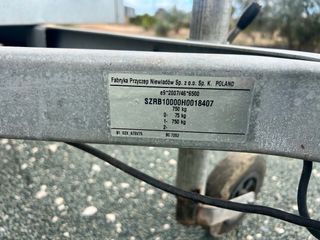 Fabryka Przyczep Niewiadów Sp. z o.o. Sp. K. POLAND
e9*2007/46*6500
SZRB10000H0018407
750 kg
0- 75 kg
1- 750 kg
2-